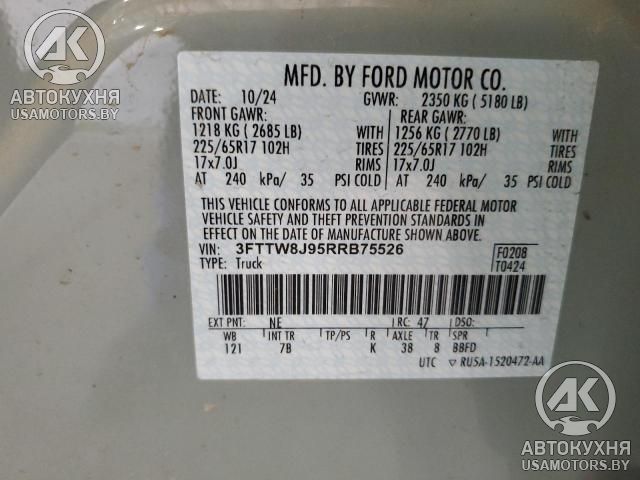 АВТОКУХНЯ
USAMOTORS.BY
MFD. BY FORD MOTOR CO.
DATE: 10/24 GVWR: 2350 KG ( 5180 LB)
FRONT GAWR: REAR GAWR:
1218 KG ( 2685 LB) WITH 1256 KG ( 2770 LB) WITH
225/65R17 102H TIRES 225/65R17 102H TIRES
17x7.0J RIMS 17x7.0J RIMS
AT 240 kPa/ 35 PSI COLD AT 240 kPa/ 35 PSI COLD
THIS VEHICLE CONFORMS TO ALL APPLICABLE FEDERAL MOTOR
VEHICLE SAFETY AND THEFT PREVENTION STANDARDS IN EFFECT
ON THE DATE OF MANUFACTURE SHOWN ABOVE.
VIN: 3FTTW8J95RRB75526 F0208
TYPE: Truck T0424
EXT PNT: NE RC: 47 DSO:
WB INT TR TP/PS R AXLE TR SPR
121 7B K 38 8 BBFD
UTC ▽ RU5A-1520472-AA
АК
АВТОКУХНЯ
USAMOTORS.BY